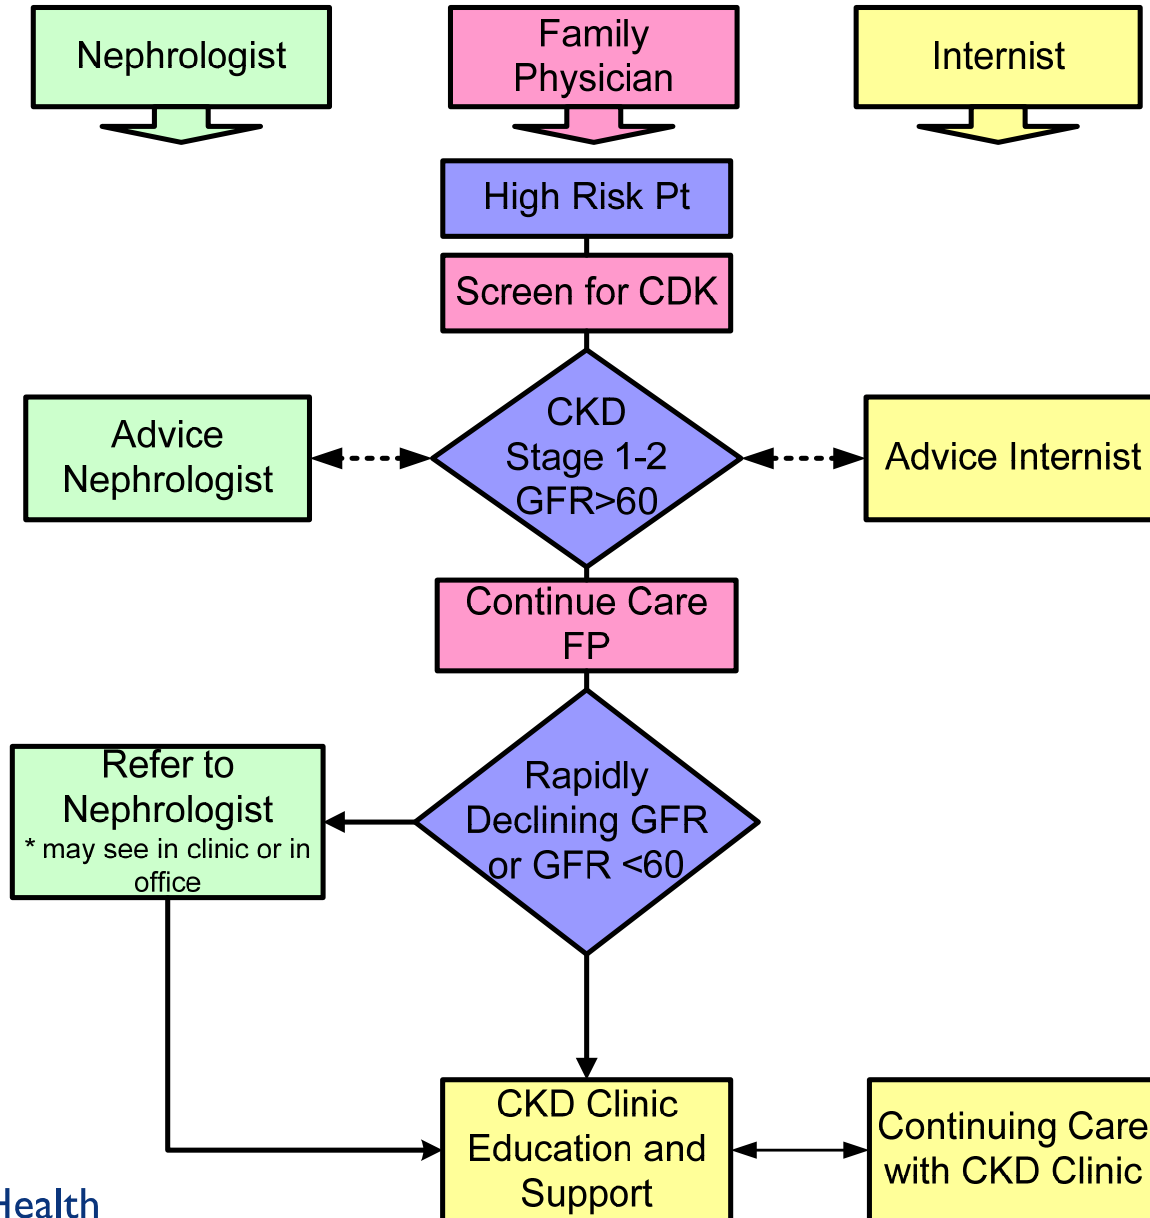 Nephrologist
Family
Physician
Internist
High Risk Pt
Screen for CDK
Advice
Nephrologist
CKD
Stage 1-2
GFR>60
Advice Internist
Continue Care
FP
Refer to
Nephrologist
* may see in clinic or in
office
Rapidly
Declining GFR
or GFR <60
CKD Clinic
Education and
Support
Continuing Care
with CKD Clinic
Health